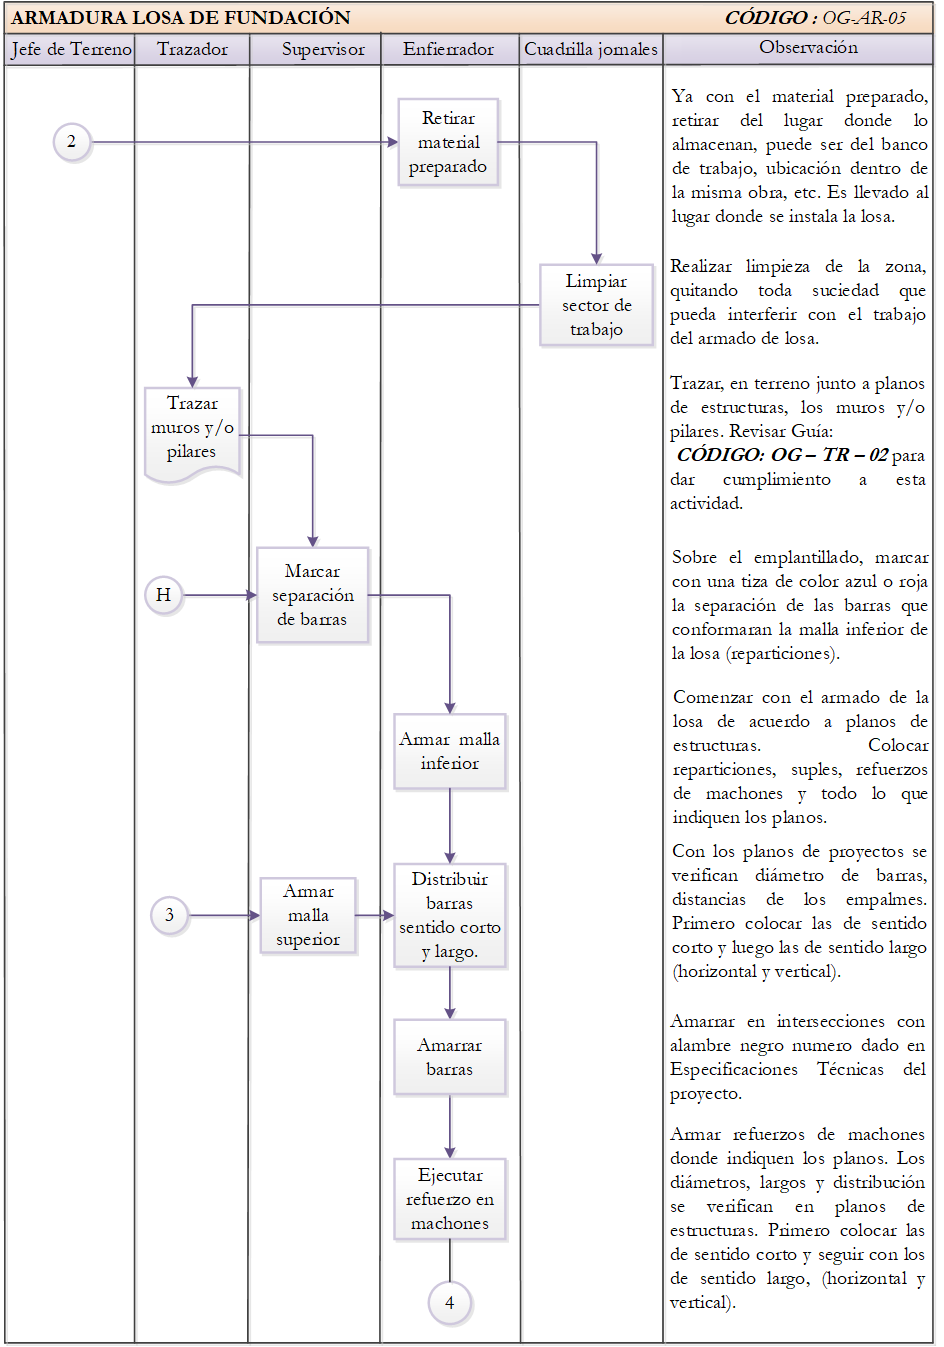 ARMADURA LOSA DE FUNDACIÓN
CÓDIGO : OG-AR-05
Jefe de Terreno
Trazador
Supervisor
Enfierrador
Cuadrilla jornales
Observación
2
Retirar
material
preparado
Ya con el material preparado,
retirar del lugar donde lo
almacenan, puede ser del banco
de trabajo, ubicación dentro de
la misma obra, etc. Es llevado al
lugar donde se instala la losa.
Limpiar
sector de
trabajo
Realizar limpieza de la zona,
quitando toda suciedad que
pueda interferir con el trabajo
del armado de losa.
Trazar
muros y/o
pilares
Trazar, en terreno junto a planos
de estructuras, los muros y/o
pilares. Revisar Guía:
CÓDIGO: OG – TR – 02 para
dar cumplimiento a esta
actividad.
H
Marcar
separación
de barras
Sobre el emplantillado, marcar
con una tiza de color azul o roja
la separación de las barras que
conformaran la malla inferior de
la losa (reparticiones).
Armar malla
inferior
Comenzar con el armado de la
losa de acuerdo a planos de
estructuras. Colocar
reparticiones, suples, refuerzos
de machones y todo lo que
indiquen los planos.
3
Armar
malla
superior
Distribuir
barras
sentido corto
y largo.
Con los planos de proyectos se
verifican diámetro de barras,
distancias de los empalmes.
Primero colocar las de sentido
corto y luego las de sentido largo
(horizontal y vertical).
Amarrar
barras
Amarrar en intersecciones con
alambre negro numero dado en
Especificaciones Técnicas del
proyecto.
Ejecutar
refuerzo en
machones
Armar refuerzos de machones
donde indiquen los planos. Los
diámetros, largos y distribución
se verifican en planos de
estructuras. Primero colocar las
de sentido corto y seguir con los
de sentido largo, (horizontal y
vertical).
4